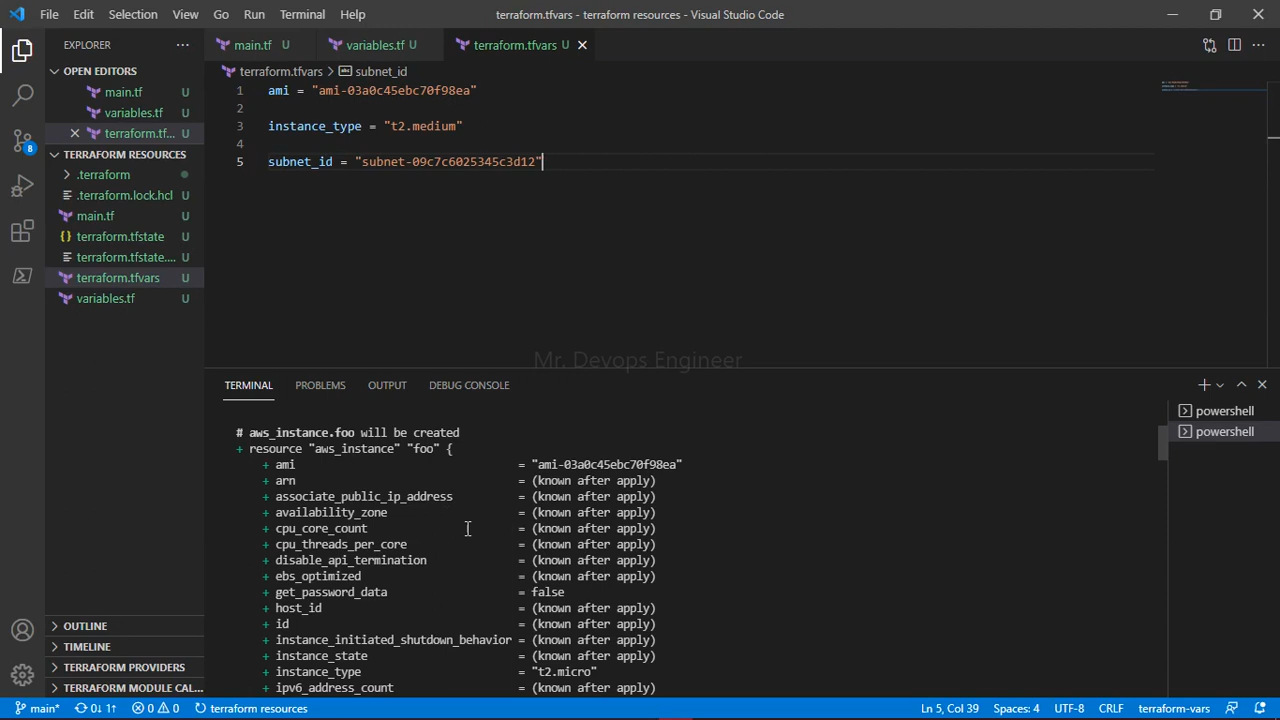 File Edit Selection View Go Run Terminal Help
terraform.tfvars - terraform resources - Visual Studio Code
EXPLORER
main.tf U
variables.tf U
terraform.tfvars U
OPEN EDITORS
main.tf U
variables.tf U
terraform.tf... U
TERRAFORM RESOURCES
.terraform
.terraform.lock.hcl U
main.tf U
terraform.tfstate U
terraform.tfstate.... U
terraform.tfvars U
variables.tf U
OUTLINE
TIMELINE
TERRAFORM PROVIDERS
TERRAFORM MODULE CAL...
8
terraform.tfvars > subnet_id
1 ami = "ami-03a0c45ebc70f98ea"
2
3 instance_type = "t2.medium"
4
5 subnet_id = "subnet-09c7c6025345c3d12"
Mr. Devops Engineer
TERMINAL PROBLEMS OUTPUT DEBUG CONSOLE
powershell
powershell
# aws_instance.foo will be created
+ resource "aws_instance" "foo" {
+ ami = "ami-03a0c45ebc70f98ea"
+ arn = (known after apply)
+ associate_public_ip_address = (known after apply)
+ availability_zone = (known after apply)
+ cpu_core_count = (known after apply)
+ cpu_threads_per_core = (known after apply)
+ disable_api_termination = (known after apply)
+ ebs_optimized = (known after apply)
+ get_password_data = false
+ host_id = (known after apply)
+ id = (known after apply)
+ instance_initiated_shutdown_behavior = (known after apply)
+ instance_state = (known after apply)
+ instance_type = "t2.micro"
+ ipv6_address_count = (known after apply)
main* 0↓ 1↑ 0 0 terraform resources
Ln 5, Col 39 Spaces: 4 UTF-8 CRLF terraform-vars